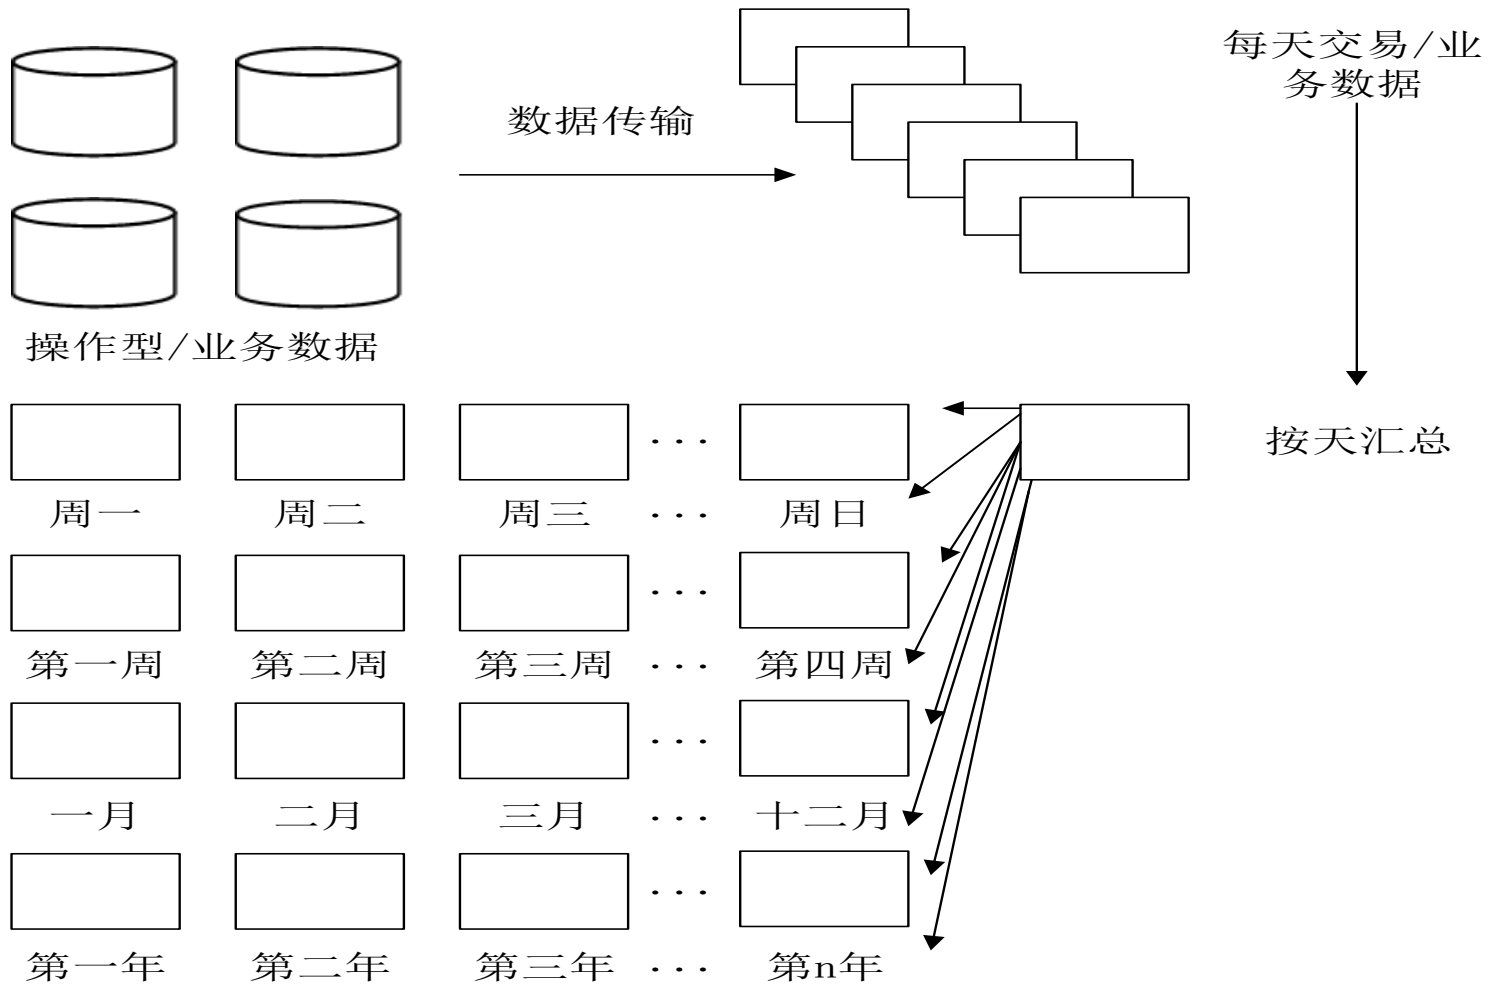 数据传输
每天交易/业
务数据
操作型/业务数据
按天汇总
周一 周二 周三 ... 周日
第一周 第二周 第三周 ... 第四周
一月 二月 三月 ... 十二月
第一年 第二年 第三年 ... 第n年